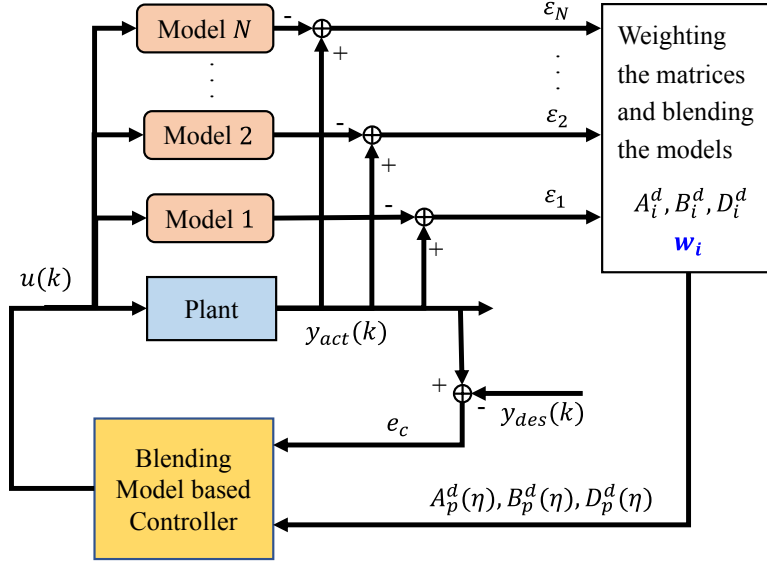 Model N
-
+
ε_N
Weighting
the matrices
and blending
the models
A_i^d, B_i^d, D_i^d
w_i
Model 2
-
+
ε_2
Model 1
-
+
ε_1
u(k)
Plant
y_act(k)
+
-
y_des(k)
e_c
Blending
Model based
Controller
A_p^d(η), B_p^d(η), D_p^d(η)